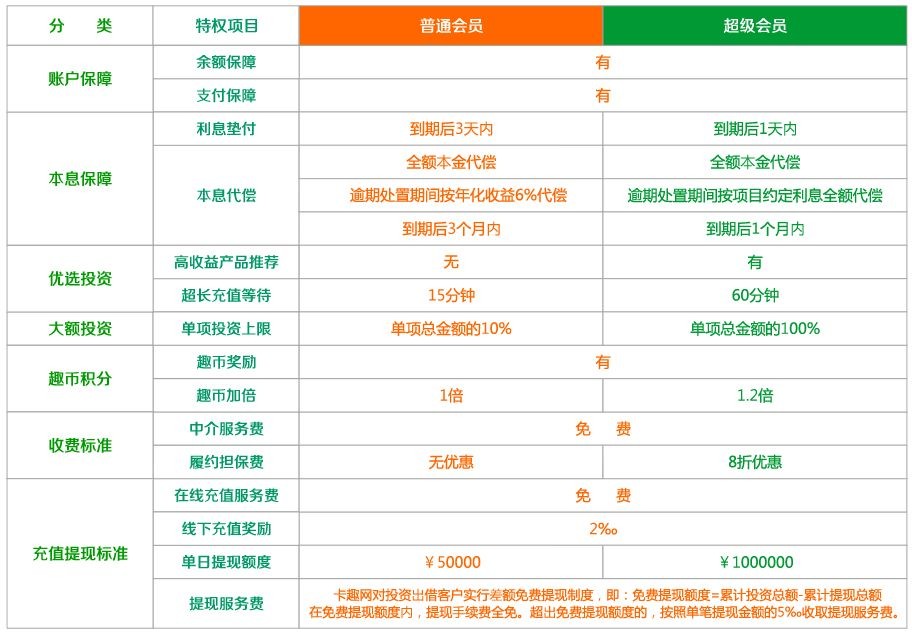 分 类 特权项目 普通会员 超级会员
账户保障
余额保障 有
支付保障 有
本息保障
利息垫付 到期后3天内 到期后1天内
本息代偿
全额本金代偿 全额本金代偿
逾期处置期间按年化收益6%代偿 逾期处置期间按项目约定利息全额代偿
到期后3个月内 到期后1个月内
优选投资
高收益产品推荐 无 有
超长充值等待 15分钟 60分钟
大额投资 单项投资上限 单项总金额的10% 单项总金额的100%
趣币积分
趣币奖励 有
趣币加倍 1倍 1.2倍
收费标准
中介服务费 免 费
履约担保费 无优惠 8折优惠
充值提现标准
在线充值服务费 免 费
线下充值奖励 2‰
单日提现额度 ￥50000 ￥1000000
提现服务费
卡趣网对投资出借客户实行差额免费提现制度，即：免费提现额度=累计投资总额-累计提现总额
在免费提现额度内，提现手续费全免。超出免费提现额度的，按照单笔提现金额的5‰收取提现服务费。